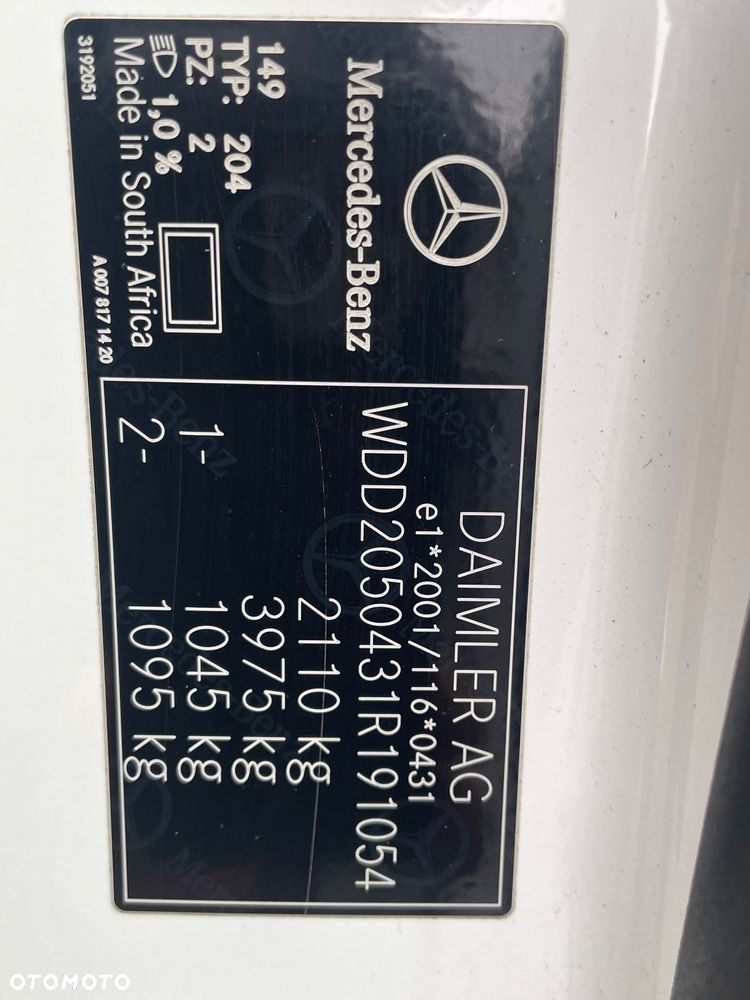 Mercedes-Benz
149
TYP: 204
PZ: 2
1,0 %
Made in South Africa
3192051
A 007 817 14 20
DAIMLER AG
e1*2001/116*0431
WDD2050431R191054
2110 kg
3975 kg
1- 1045 kg
2- 1095 kg
OTOMOTO